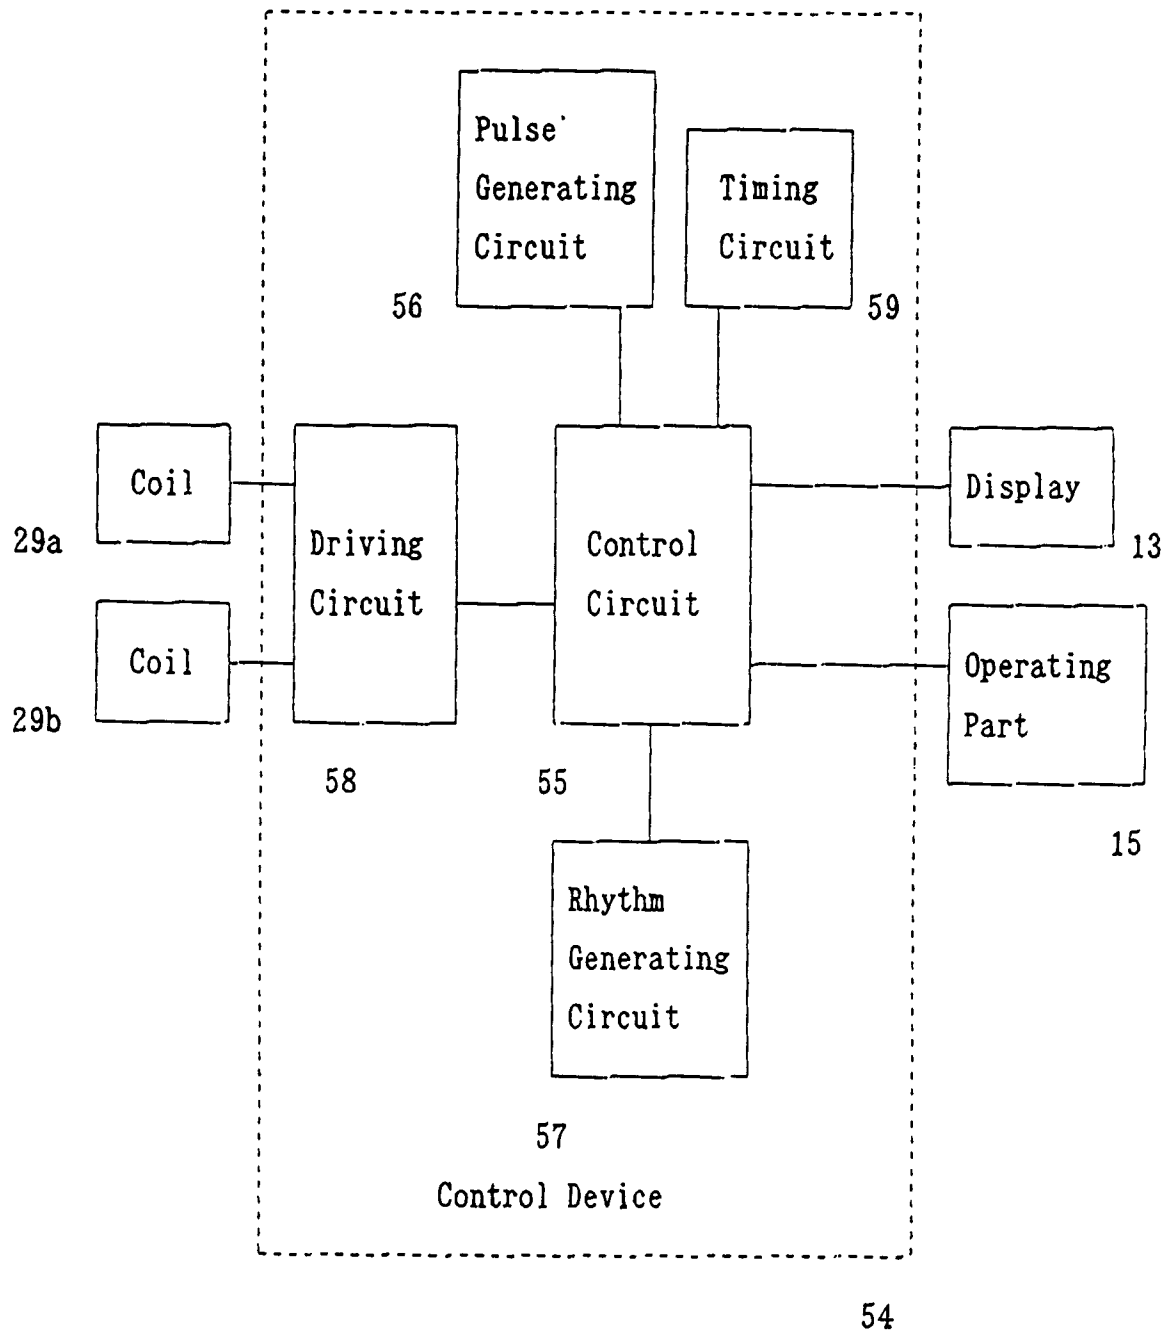 Pulse
Generating
Circuit
56
Timing
Circuit
59
Coil
29a
Coil
29b
Driving
Circuit
58
Control
Circuit
55
Display
13
Operating
Part
15
Rhythm
Generating
Circuit
57
Control Device
54